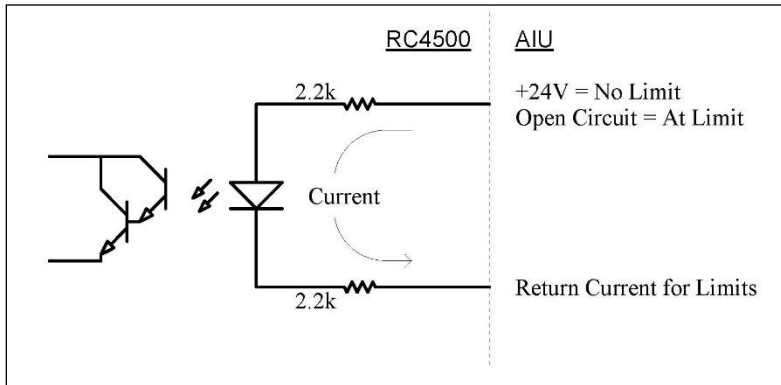 RC4500
AIU
2.2k
+24V = No Limit
Open Circuit = At Limit
Current
2.2k
Return Current for Limits